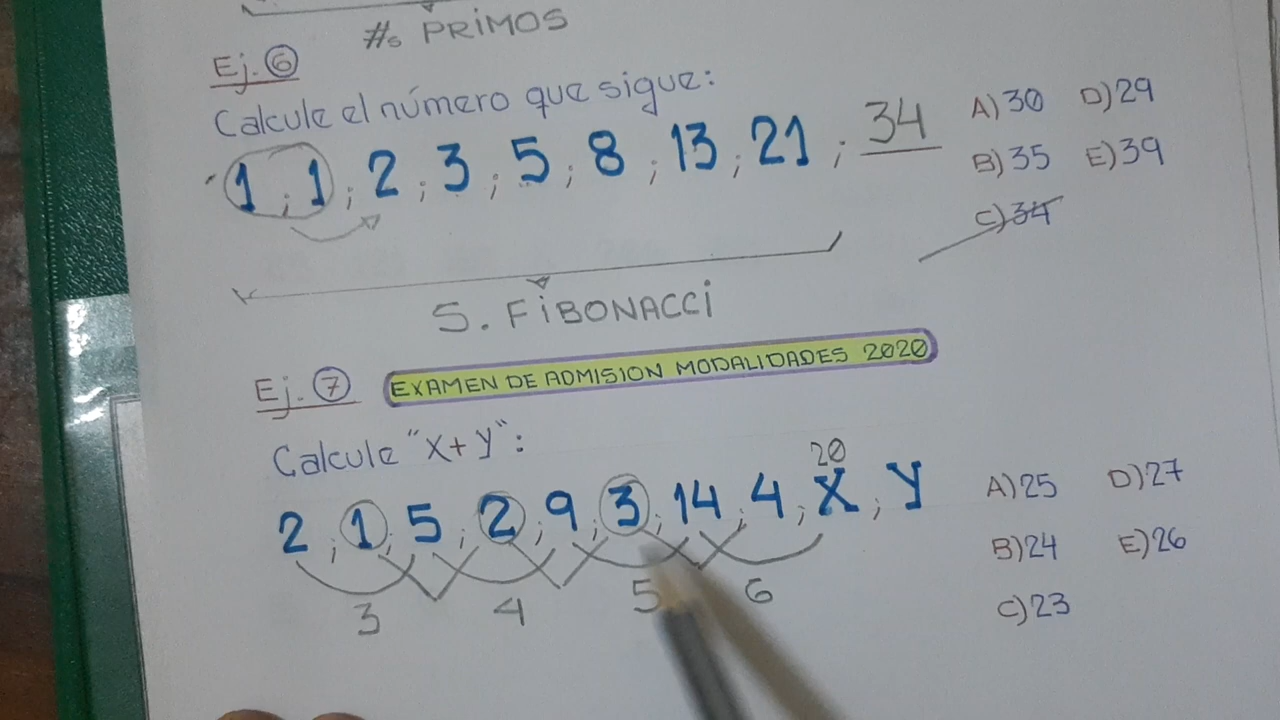 #s PRIMOS
Ej. 6
Calcule el número que sigue:
1 ; 1 ; 2 ; 3 ; 5 ; 8 ; 13 ; 21 ; 34
A) 30 D) 29
B) 35 E) 39
C) 34
S. FIBONACCI
Ej. 7 EXAMEN DE ADMISION MODALIDADES 2020
Calcule "x+y":
20
2 ; 1 ; 5 ; 2 ; 9 ; 3 ; 14 ; 4 ; X ; Y
A) 25 D) 27
B) 24 E) 26
C) 23
3 4 5 6